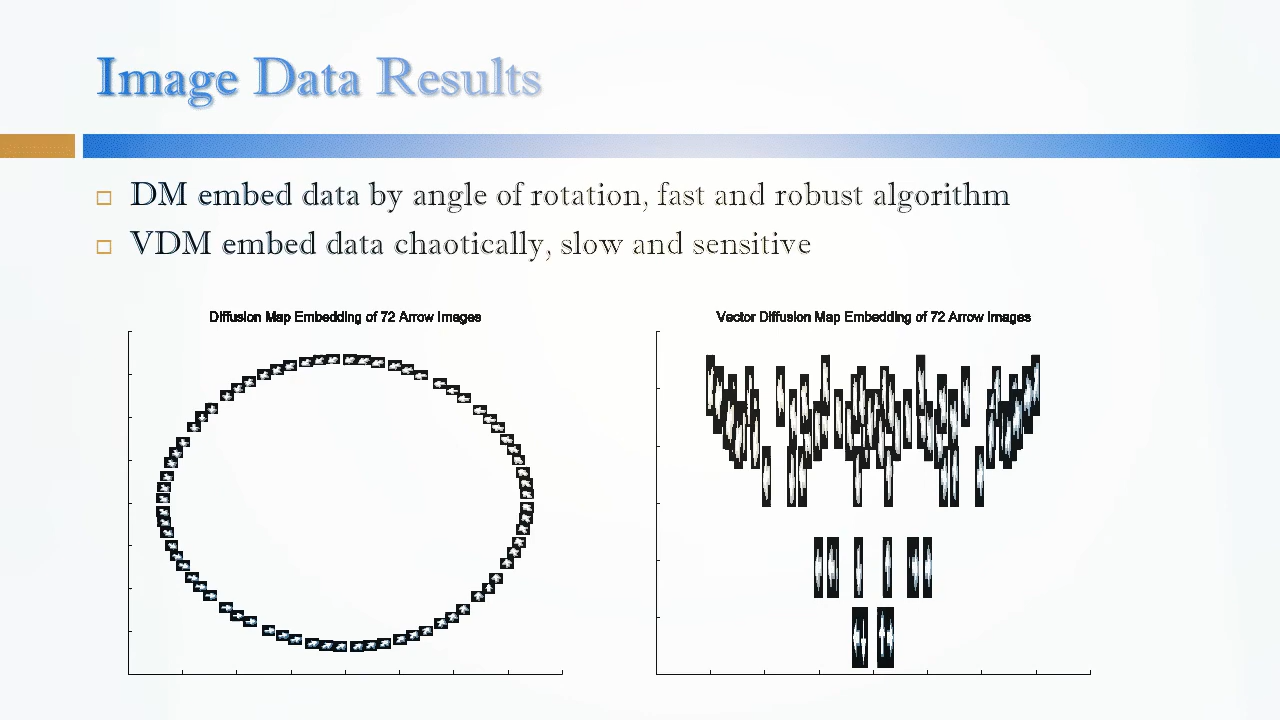 Image Data Results
DM embed data by angle of rotation, fast and robust algorithm
VDM embed data chaotically, slow and sensitive
Diffusion Map Embedding of 72 Arrow Images
Vector Diffusion Map Embedding of 72 Arrow Images